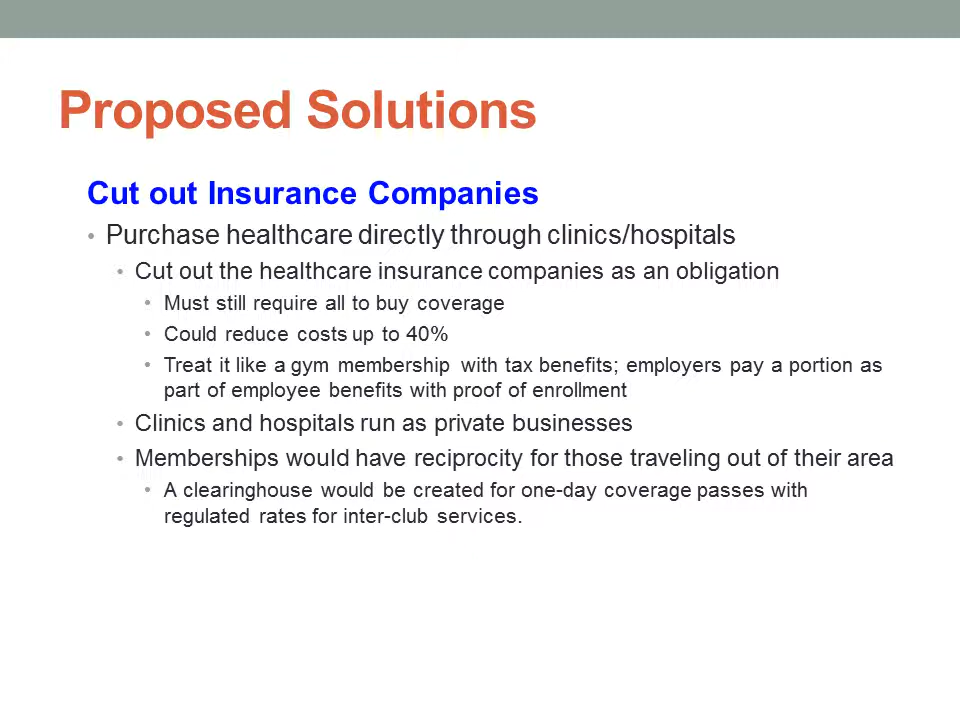 Proposed Solutions
Cut out Insurance Companies
• Purchase healthcare directly through clinics/hospitals
• Cut out the healthcare insurance companies as an obligation
• Must still require all to buy coverage
• Could reduce costs up to 40%
• Treat it like a gym membership with tax benefits; employers pay a portion as
part of employee benefits with proof of enrollment
• Clinics and hospitals run as private businesses
• Memberships would have reciprocity for those traveling out of their area
• A clearinghouse would be created for one-day coverage passes with
regulated rates for inter-club services.